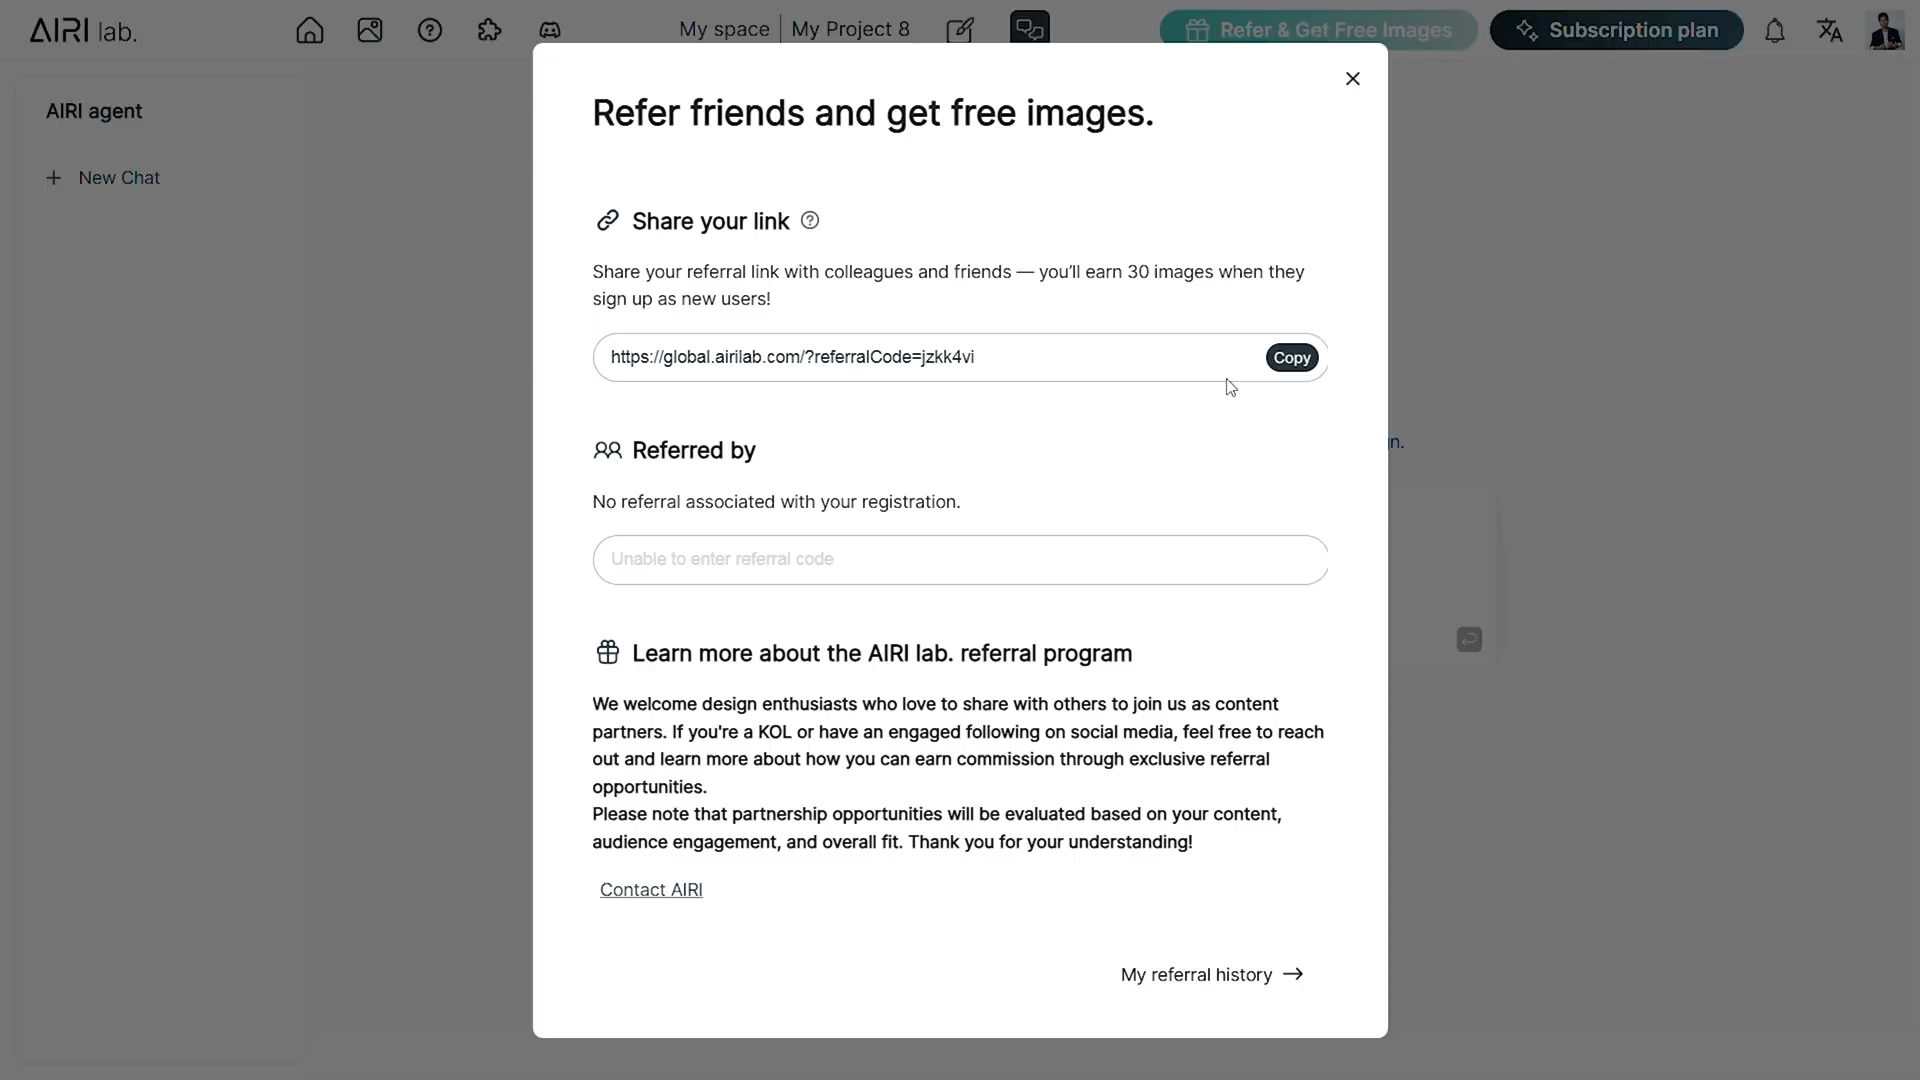 AIRI lab.
My space
My Project 8
Refer & Get Free Images
Subscription plan
AIRI agent
New Chat
Refer friends and get free images.
Share your link
Share your referral link with colleagues and friends — you'll earn 30 images when they
sign up as new users!
https://global.airilab.com/?referralCode=jzkk4vi
Copy
n.
Referred by
No referral associated with your registration.
Unable to enter referral code
Learn more about the AIRI lab. referral program
We welcome design enthusiasts who love to share with others to join us as content
partners. If you're a KOL or have an engaged following on social media, feel free to reach
out and learn more about how you can earn commission through exclusive referral
opportunities.
Please note that partnership opportunities will be evaluated based on your content,
audience engagement, and overall fit. Thank you for your understanding!
Contact AIRI
My referral history